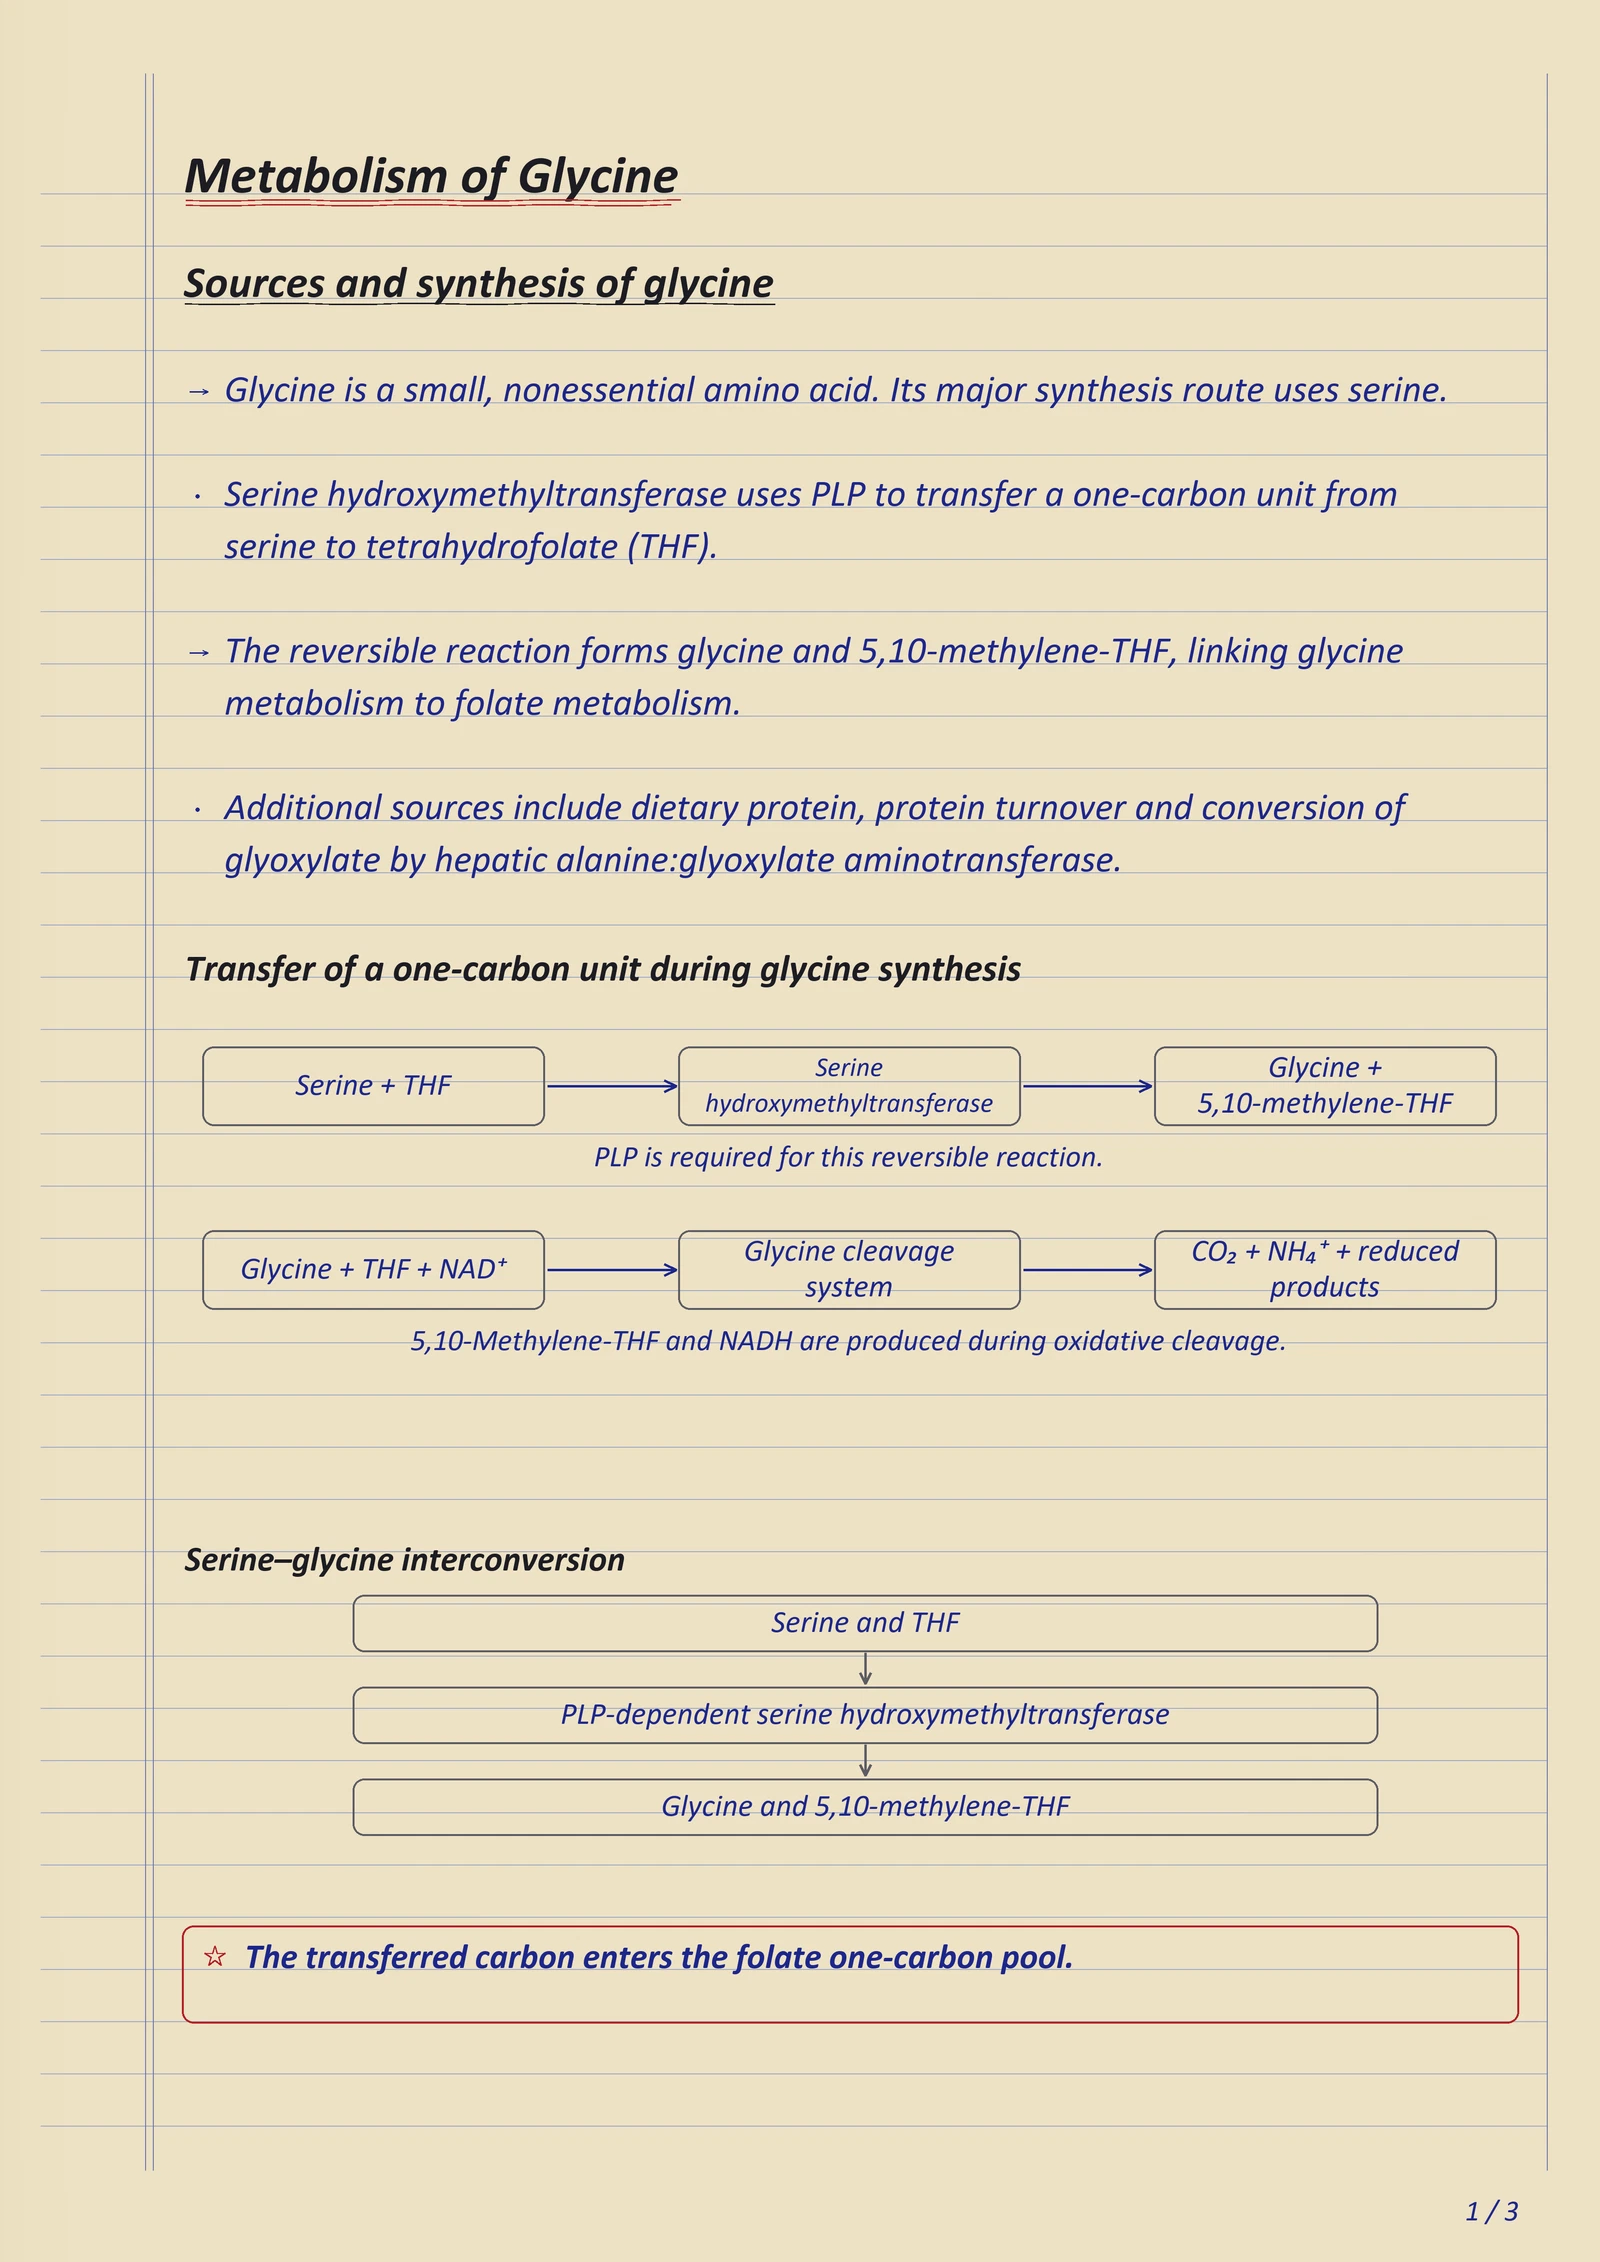 Metabolism of Glycine
Sources and synthesis of glycine
→ Glycine is a small, nonessential amino acid. Its major synthesis route uses serine.
· Serine hydroxymethyltransferase uses PLP to transfer a one-carbon unit from
serine to tetrahydrofolate (THF).
→ The reversible reaction forms glycine and 5,10-methylene-THF, linking glycine
metabolism to folate metabolism.
· Additional sources include dietary protein, protein turnover and conversion of
glyoxylate by hepatic alanine:glyoxylate aminotransferase.
Transfer of a one-carbon unit during glycine synthesis
Serine + THF
Serine
hydroxymethyltransferase
Glycine +
5,10-methylene-THF
PLP is required for this reversible reaction.
Glycine + THF + NAD⁺
Glycine cleavage
system
CO₂ + NH₄⁺ + reduced
products
5,10-Methylene-THF and NADH are produced during oxidative cleavage.
Serine–glycine interconversion
Serine and THF
PLP-dependent serine hydroxymethyltransferase
Glycine and 5,10-methylene-THF
☆ The transferred carbon enters the folate one-carbon pool.
1 / 3